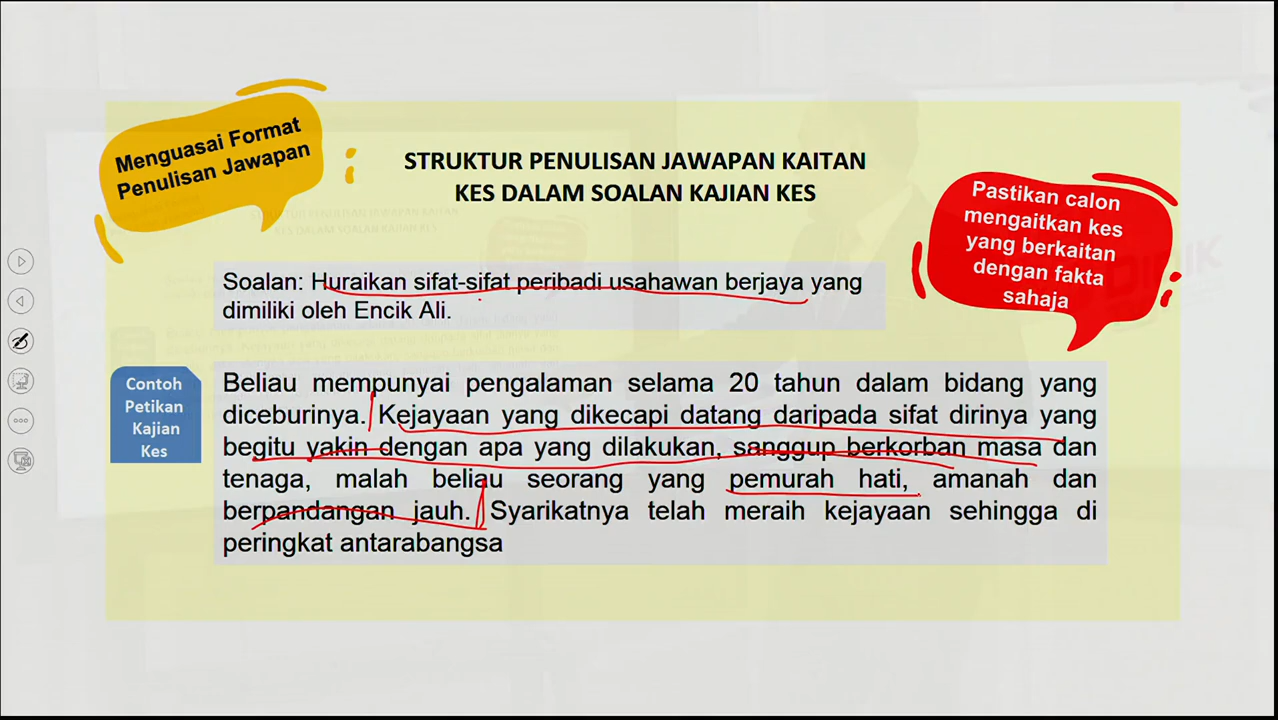 Menguasai Format
Penulisan Jawapan
STRUKTUR PENULISAN JAWAPAN KAITAN
KES DALAM SOALAN KAJIAN KES
Pastikan calon
mengaitkan kes
yang berkaitan
dengan fakta
sahaja
Soalan: Huraikan sifat-sifat peribadi usahawan berjaya yang
dimiliki oleh Encik Ali.
Contoh
Petikan
Kajian
Kes
Beliau mempunyai pengalaman selama 20 tahun dalam bidang yang
diceburinya. Kejayaan yang dikecapi datang daripada sifat dirinya yang
begitu yakin dengan apa yang dilakukan, sanggup berkorban masa dan
tenaga, malah beliau seorang yang pemurah hati, amanah dan
berpandangan jauh. Syarikatnya telah meraih kejayaan sehingga di
peringkat antarabangsa